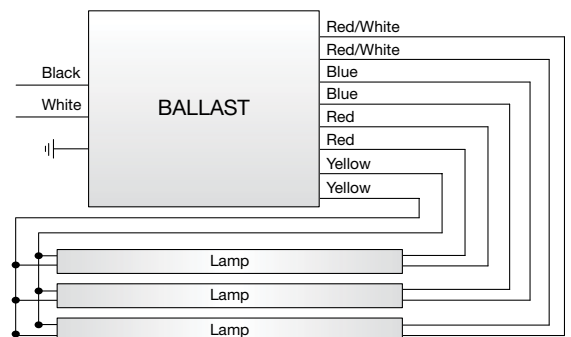 Black
White
BALLAST
Red/White
Red/White
Blue
Blue
Red
Red
Yellow
Yellow
Lamp
Lamp
Lamp